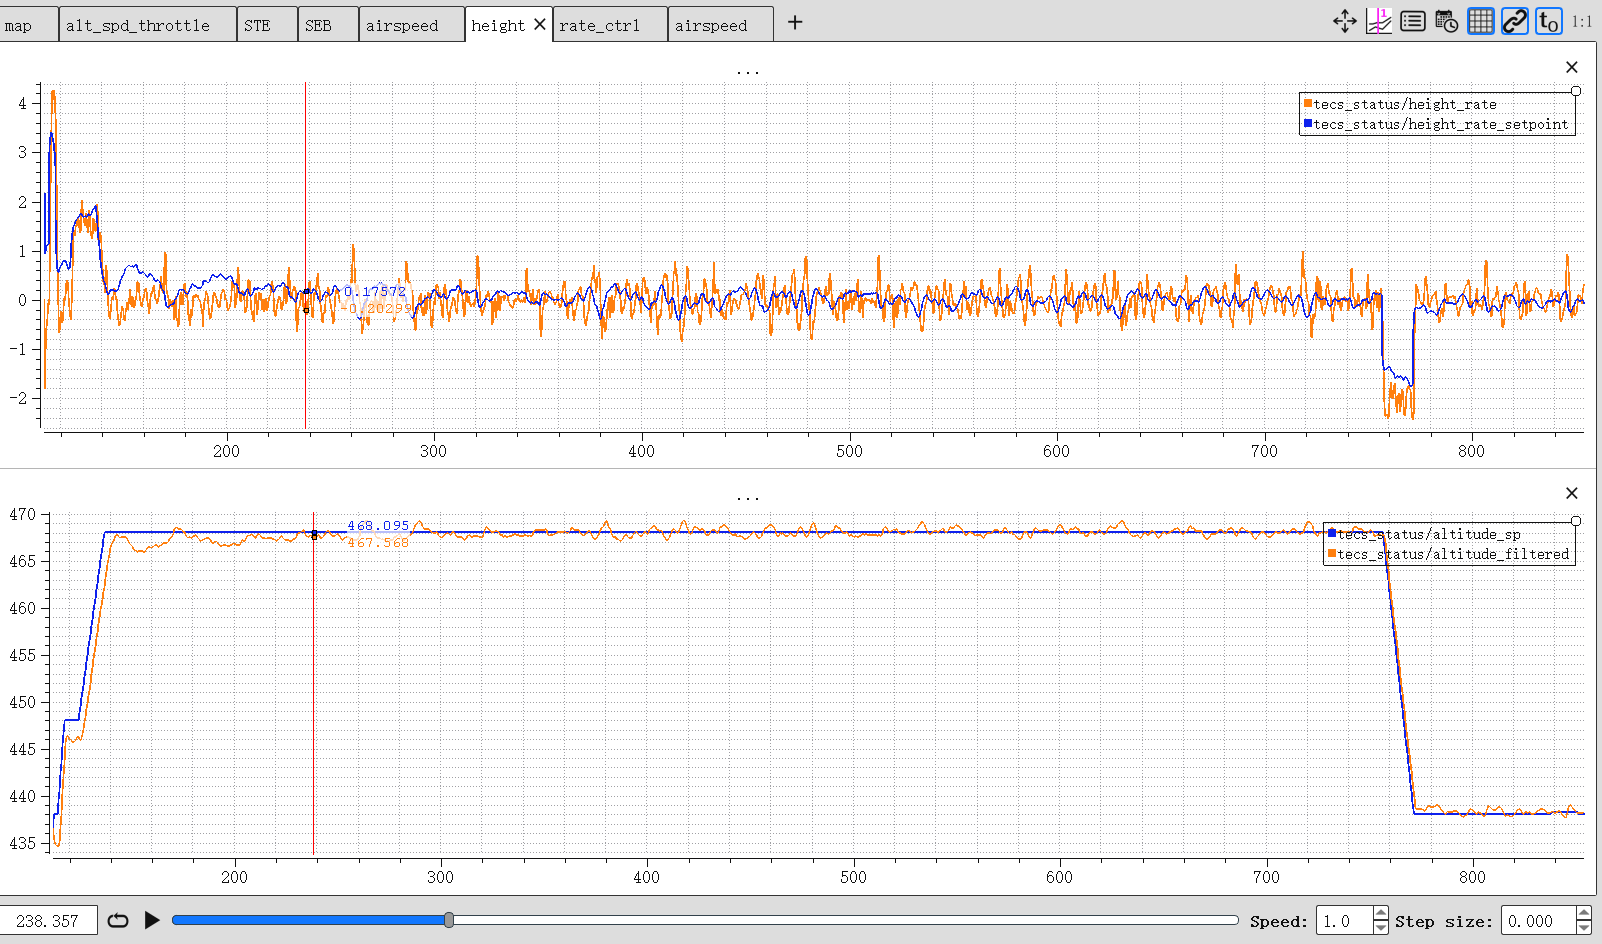 map alt_spd_throttle STE SEB airspeed height rate_ctrl airspeed 1:1
...
tecs_status/height_rate
tecs_status/height_rate_setpoint
4
3
2
1
0
-1
-2
0.17572
-0.20299
200 300 400 500 600 700 800
...
tecs_status/altitude_sp
tecs_status/altitude_filtered
470
465
460
455
450
445
440
435
468.095
467.568
200 300 400 500 600 700 800
238.357 Speed: 1.0 Step size: 0.000